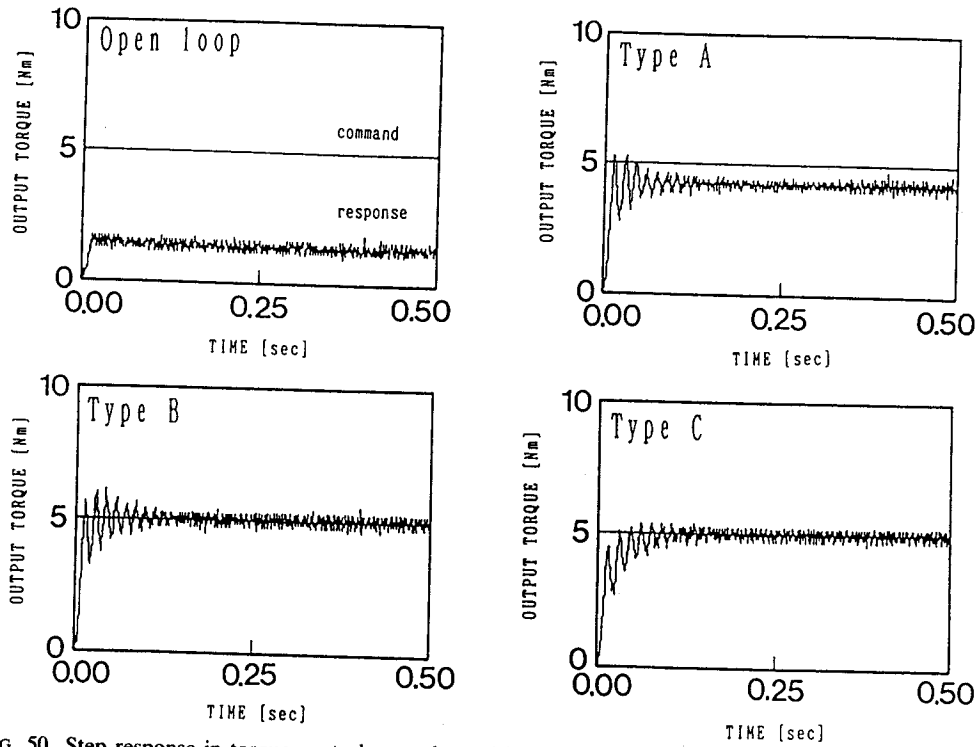 10
Open loop
OUTPUT TORQUE [Nm]
command
5
response
0
0.00 0.25 0.50
TIME [sec]
10
Type A
OUTPUT TORQUE [Nm]
5
0
0.00 0.25 0.50
TIME [sec]
10
Type B
OUTPUT TORQUE [Nm]
5
0
0.00 0.25 0.50
TIME [sec]
10
Type C
OUTPUT TORQUE [Nm]
5
0
0.00 0.25 0.50
TIME [sec]
50. Step response in